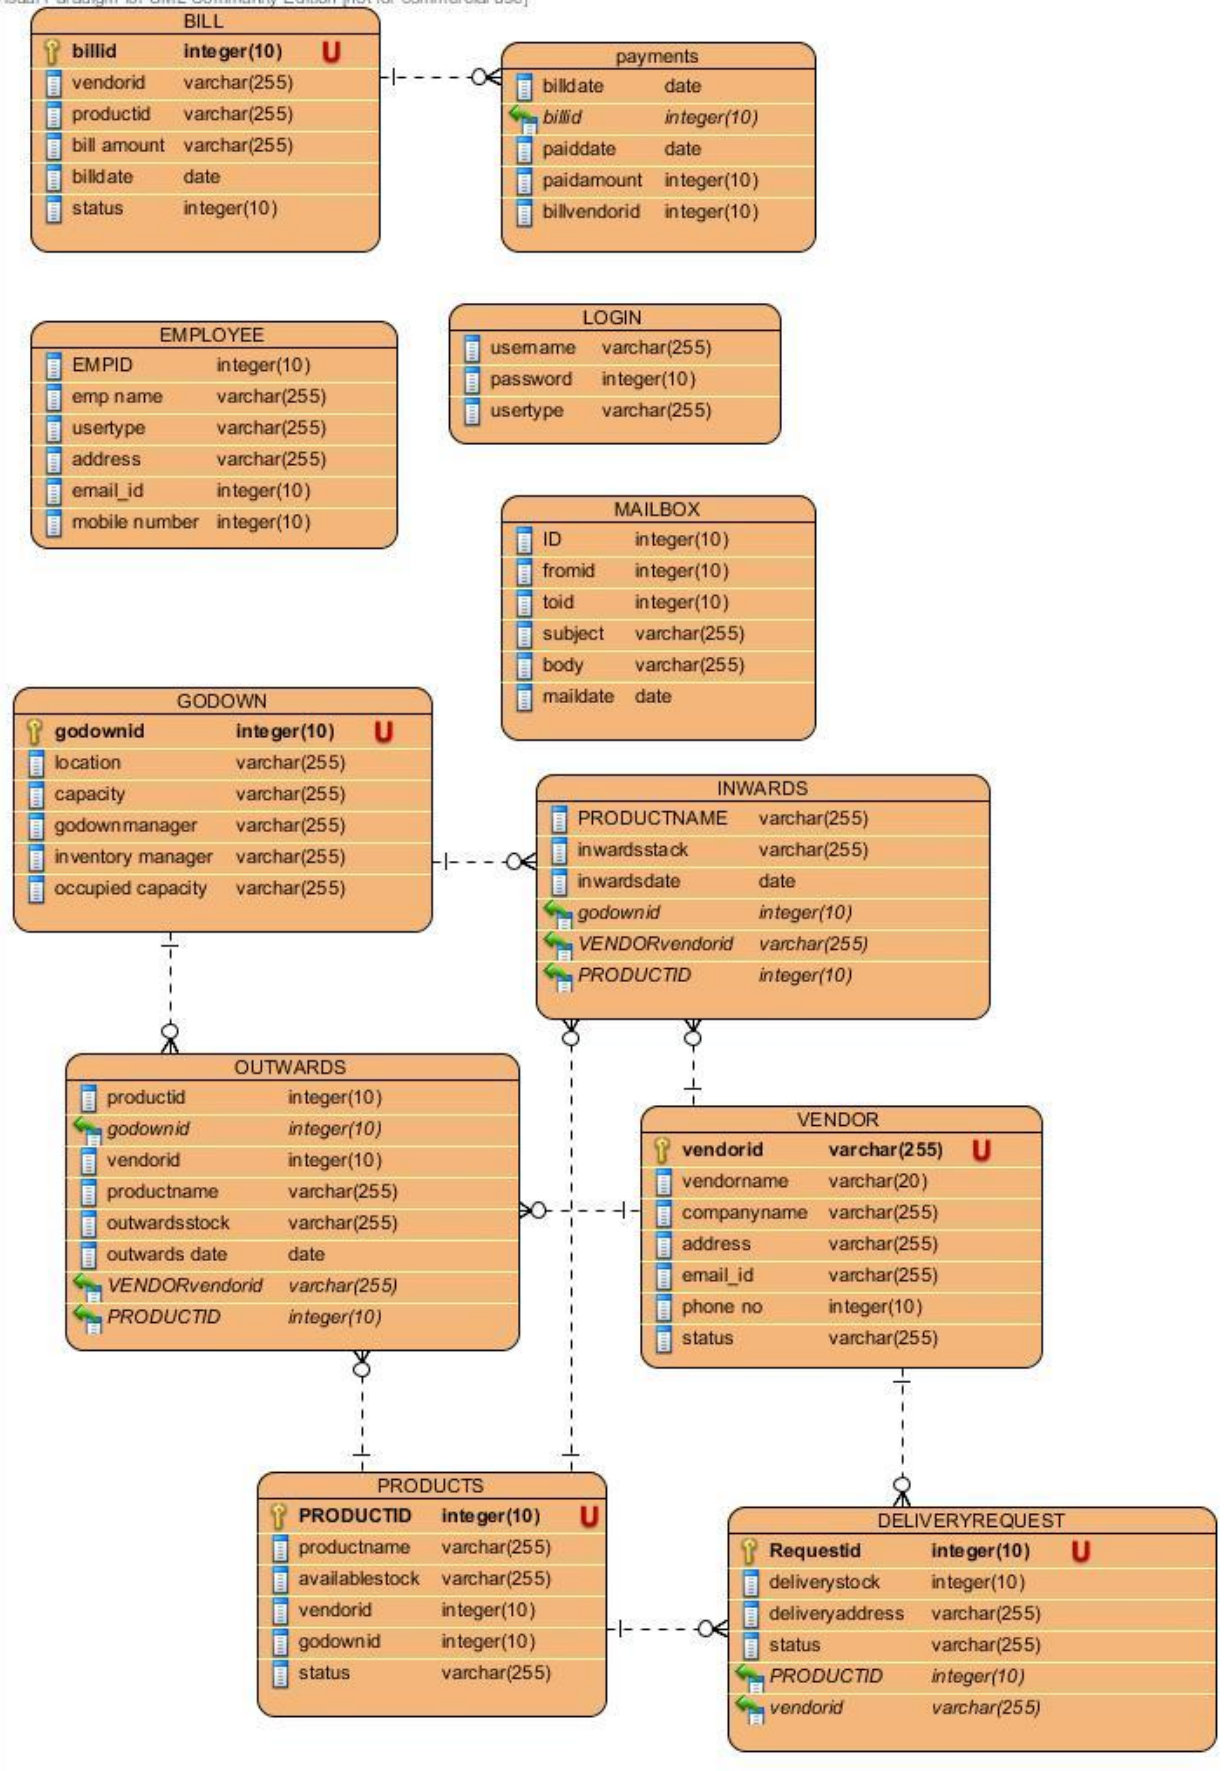 Visual Paradigm for UML Community Edition [not for commercial use]
BILL
billid integer(10) U
vendorid varchar(255)
productid varchar(255)
bill amount varchar(255)
billdate date
status integer(10)
payments
billdate date
billid integer(10)
paiddate date
paidamount integer(10)
billvendorid integer(10)
EMPLOYEE
EMPID integer(10)
emp name varchar(255)
usertype varchar(255)
address varchar(255)
email_id integer(10)
mobile number integer(10)
LOGIN
username varchar(255)
password integer(10)
usertype varchar(255)
MAILBOX
ID integer(10)
fromid integer(10)
toid integer(10)
subject varchar(255)
body varchar(255)
maildate date
GODOWN
godownid integer(10) U
location varchar(255)
capacity varchar(255)
godownmanager varchar(255)
inventory manager varchar(255)
occupied capacity varchar(255)
INWARDS
PRODUCTNAME varchar(255)
inwardsstack varchar(255)
inwardsdate date
godownid integer(10)
VENDORvendorid varchar(255)
PRODUCTID integer(10)
OUTWARDS
productid integer(10)
godownid integer(10)
vendorid integer(10)
productname varchar(255)
outwardsstock varchar(255)
outwards date date
VENDORvendorid varchar(255)
PRODUCTID integer(10)
VENDOR
vendorid varchar(255) U
vendorname varchar(20)
companyname varchar(255)
address varchar(255)
email_id varchar(255)
phone no integer(10)
status varchar(255)
PRODUCTS
PRODUCTID integer(10) U
productname varchar(255)
availablestock varchar(255)
vendorid integer(10)
godownid integer(10)
status varchar(255)
DELIVERYREQUEST
Requestid integer(10) U
deliverystock integer(10)
deliveryaddress varchar(255)
status varchar(255)
PRODUCTID integer(10)
vendorid varchar(255)